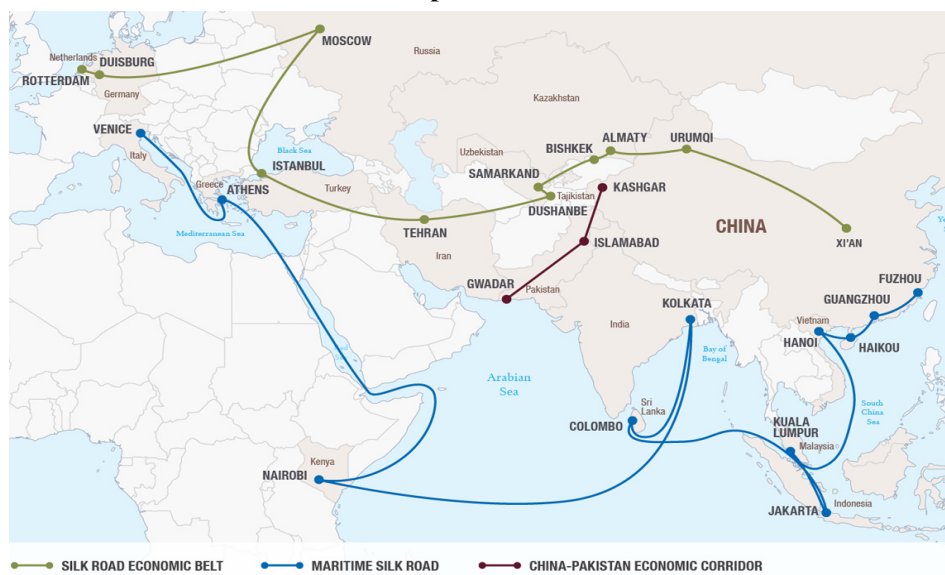 MOSCOW
Russia
Netherlands
DUISBURG
ROTTERDAM
Germany
Kazakhstan
VENICE
ALMATY
URUMQI
Black Sea
BISHKEK
Italy
Uzbekistan
ISTANBUL
SAMARKAND
Greece
ATHENS
Turkey
Tajikistan
KASHGAR
DUSHANBE
Mediterranean Sea
TEHRAN
CHINA
ISLAMABAD
XI'AN
Iran
GWADAR
Pakistan
FUZHOU
KOLKATA
GUANGZHOU
India
Vietnam
HANOI
HAIKOU
Bay of
Bengal
Arabian
Sea
Sri
Lanka
South
China
Sea
COLOMBO
KUALA
LUMPUR
Malaysia
Kenya
NAIROBI
Indonesia
JAKARTA
SILK ROAD ECONOMIC BELT
MARITIME SILK ROAD
CHINA-PAKISTAN ECONOMIC CORRIDOR